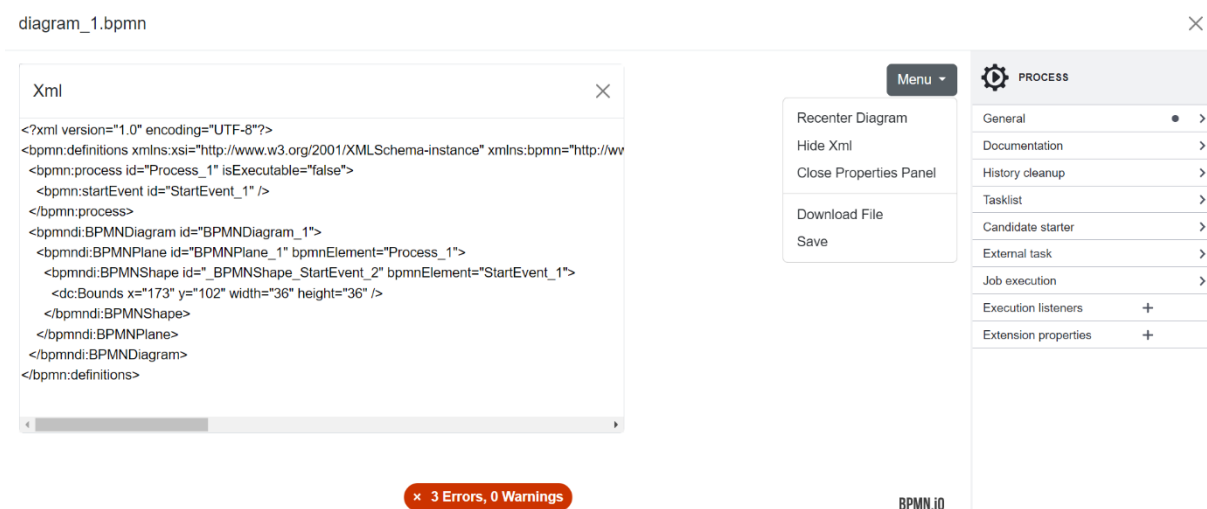 diagram_1.bpmn
Xml
<?xml version="1.0" encoding="UTF-8"?>
<bpmn:definitions xmlns:xsi="http://www.w3.org/2001/XMLSchema-instance" xmlns:bpmn="http://ww
<bpmn:process id="Process_1" isExecutable="false">
<bpmn:startEvent id="StartEvent_1" />
</bpmn:process>
<bpmndi:BPMNDiagram id="BPMNDiagram_1">
<bpmndi:BPMNPlane id="BPMNPlane_1" bpmnElement="Process_1">
<bpmndi:BPMNShape id="_BPMNShape_StartEvent_2" bpmnElement="StartEvent_1">
<dc:Bounds x="173" y="102" width="36" height="36" />
</bpmndi:BPMNShape>
</bpmndi:BPMNPlane>
</bpmndi:BPMNDiagram>
</bpmn:definitions>
× 3 Errors, 0 Warnings
Menu
Recenter Diagram
Hide Xml
Close Properties Panel
Download File
Save
BPMN.iO
PROCESS
General
Documentation
History cleanup
Tasklist
Candidate starter
External task
Job execution
Execution listeners
Extension properties